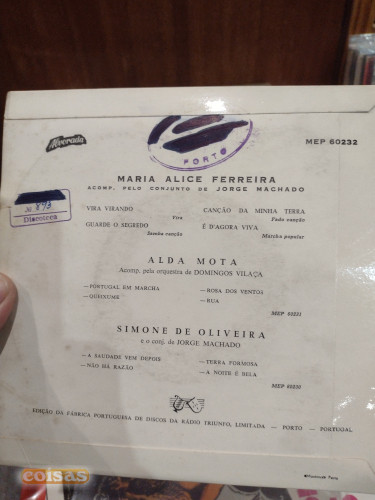 Alvorada
MEP 60232
PORTO
MARIA ALICE FERREIRA
ACOMP. PELO CONJUNTO DE JORGE MACHADO
VIRA VIRANDO
Vira
CANÇÃO DA MINHA TERRA
Fado canção
GUARDE O SEGREDO
Samba canção
É D'AGORA VIVA
Marcha popular
Discoteca
ALDA MOTA
Acomp. pela orquestra de DOMINGOS VILAÇA
—PORTUGAL EM MARCHA
—ROSA DOS VENTOS
—QUEIXUME
—RUA
MEP 60231
SIMONE DE OLIVEIRA
e o conj. de JORGE MACHADO
—A SAUDADE VEM DEPOIS
—TERRA FORMOSA
—NÃO HÁ RAZÃO
—A NOITE É BELA
MEP 60230
EDIÇÃO DA FÁBRICA PORTUGUESA DE DISCOS DA RÁDIO TRIUNFO, LIMITADA — PORTO — PORTUGAL
coisas